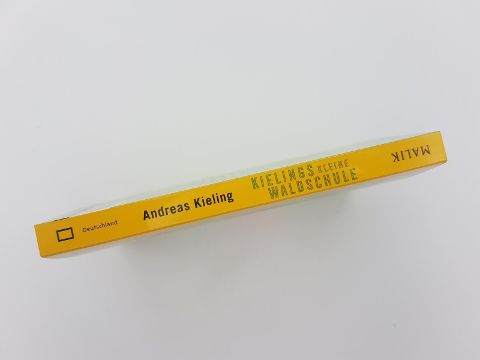 Deutschland
Andreas Kieling
KIELINGS KLEINE
WALDSCHULE
MALIK